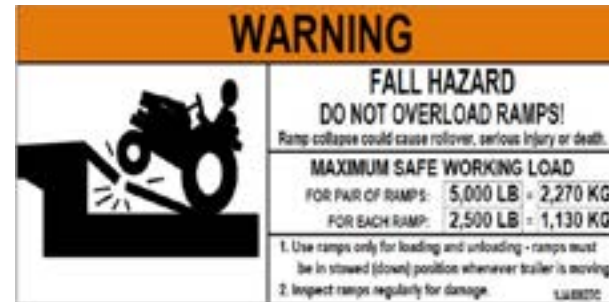 WARNING
FALL HAZARD
DO NOT OVERLOAD RAMPS!
Ramp collapse could cause rollover, serious injury or death.
MAXIMUM SAFE WORKING LOAD
FOR PAIR OF RAMPS: 5,000 LB = 2,270 KG
FOR EACH RAMP: 2,500 LB = 1,130 KG
1. Use ramps only for loading and unloading - ramps must
be in stowed (down) position whenever trailer is moving
2. Inspect ramps regularly for damage.